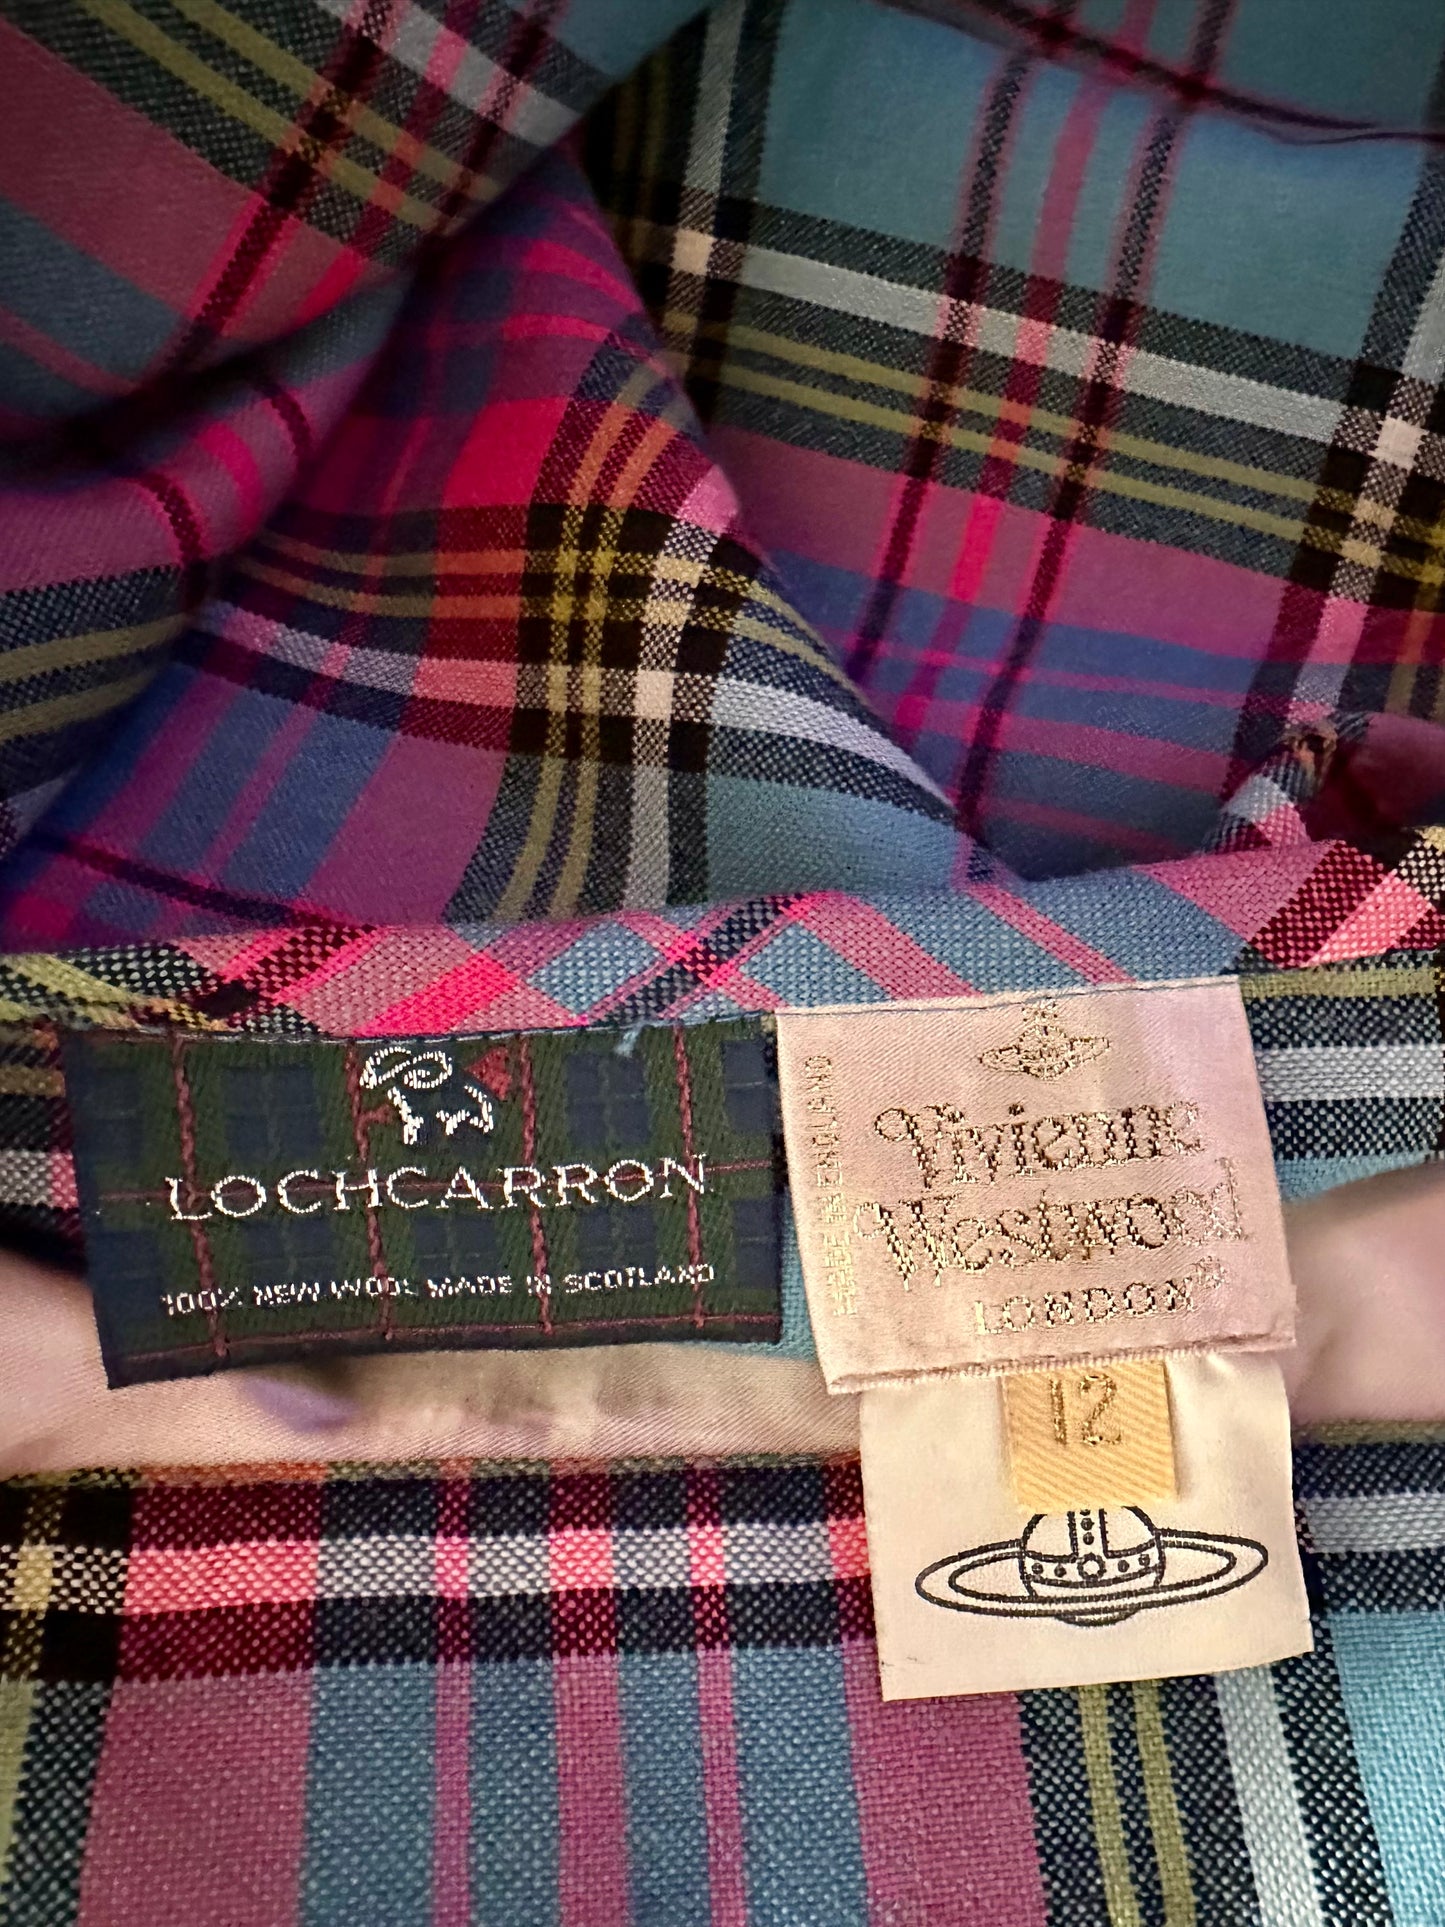 LOCHCARRON
100% NEW WOOL MADE IN SCOTLAND
MADE IN ENGLAND
Vivienne
Westwood
LONDON
12